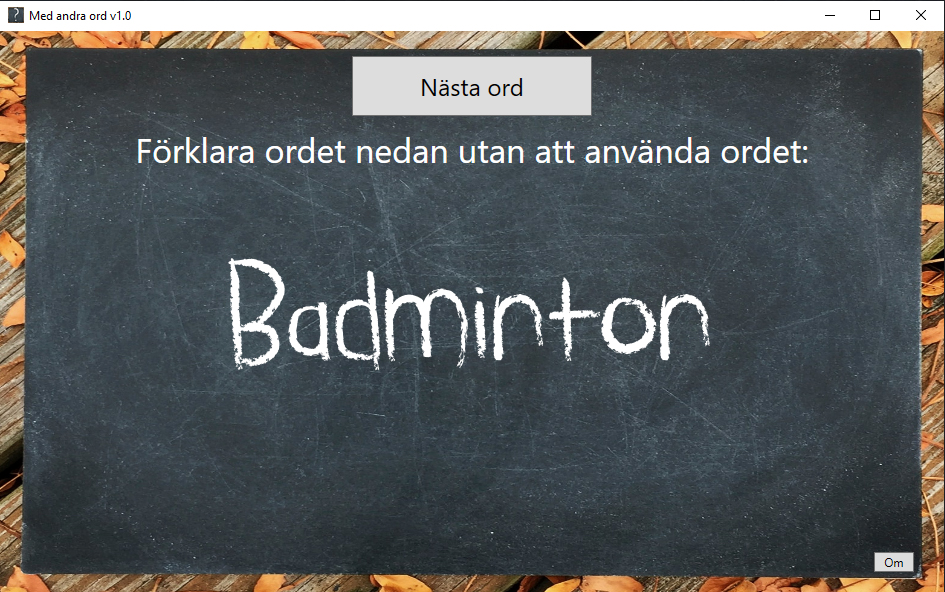 Med andra ord v1.0
Nästa ord
Förklara ordet nedan utan att använda ordet:
Badminton
Om